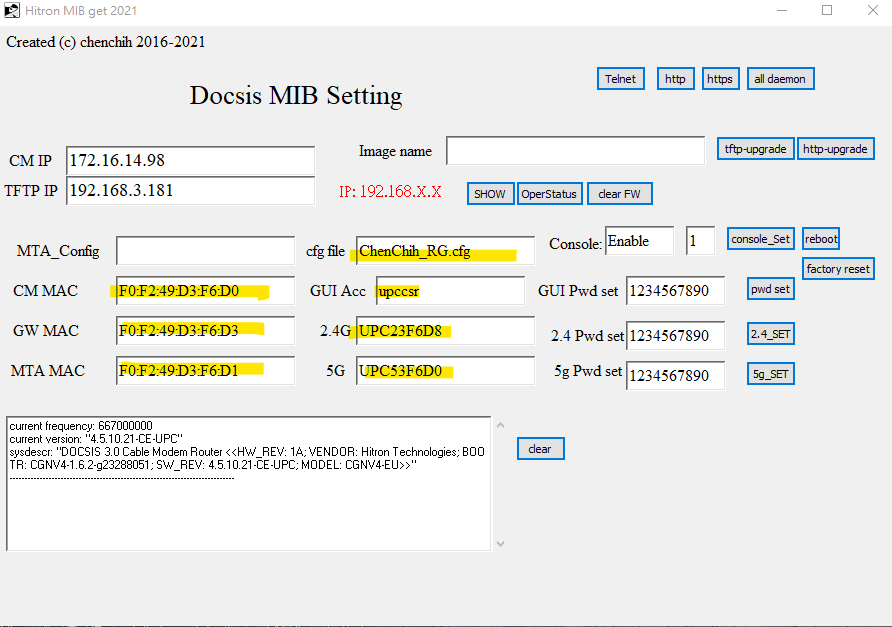 Hitron MIB get 2021
Created (c) chenchih 2016-2021
Telnet http https all daemon
Docsis MIB Setting
Image name tftp-upgrade http-upgrade
CM IP 172.16.14.98
TFTP IP 192.168.3.181 IP: 192.168.X.X SHOW OperStatus clear FW
MTA_Config cfg file ChenChih_RG.cfg Console: Enable 1 console_Set reboot
factory reset
CM MAC F0:F2:49:D3:F6:D0 GUI Acc upccsr GUI Pwd set 1234567890 pwd set
GW MAC F0:F2:49:D3:F6:D3 2.4G UPC23F6D8 2.4 Pwd set 1234567890 2.4_SET
MTA MAC F0:F2:49:D3:F6:D1 5G UPC53F6D0 5g Pwd set 1234567890 5g_SET
current frequency: 667000000
current version: "4.5.10.21-CE-UPC"
sysdescr: "DOCSIS 3.0 Cable Modem Router <<HW_REV: 1A; VENDOR: Hitron Technologies; BOO
TR: CGNV4-1.6.2-g23288051; SW_REV: 4.5.10.21-CE-UPC; MODEL: CGNV4-EU>>"
---------------------------------------------------------------------------
clear